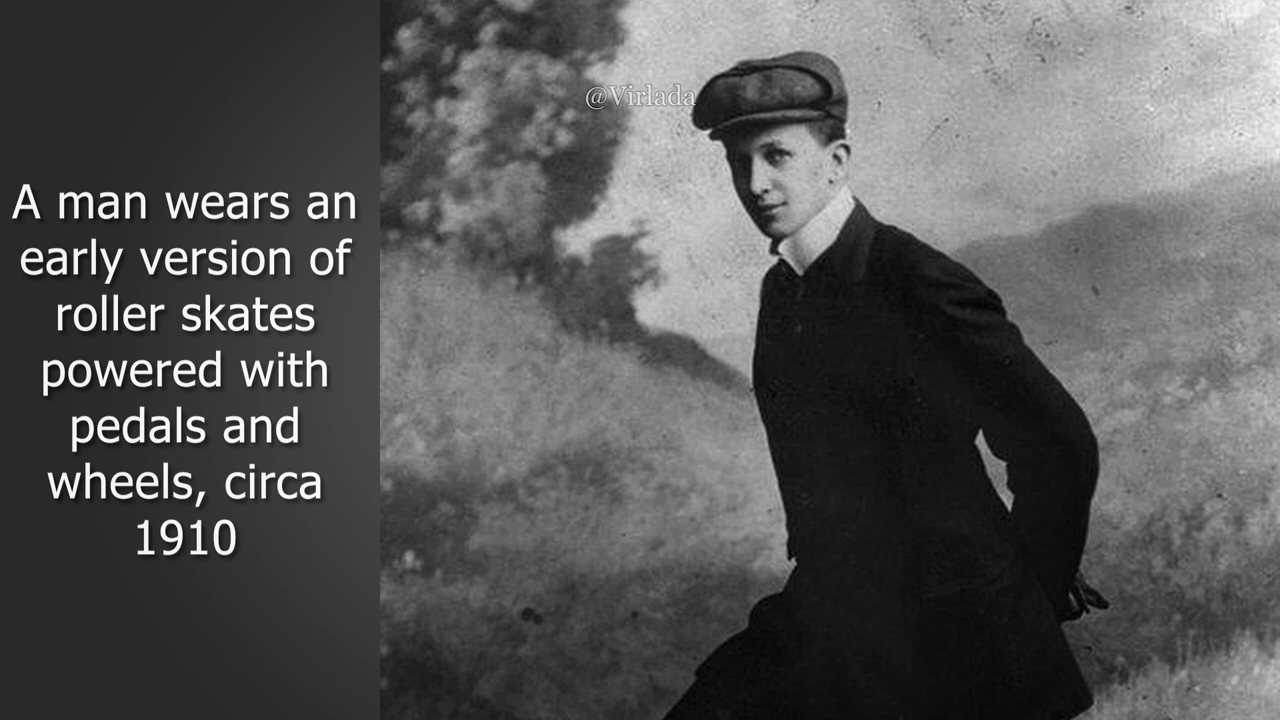 A man wears an
early version of
roller skates
powered with
pedals and
wheels, circa
1910
@Virlada